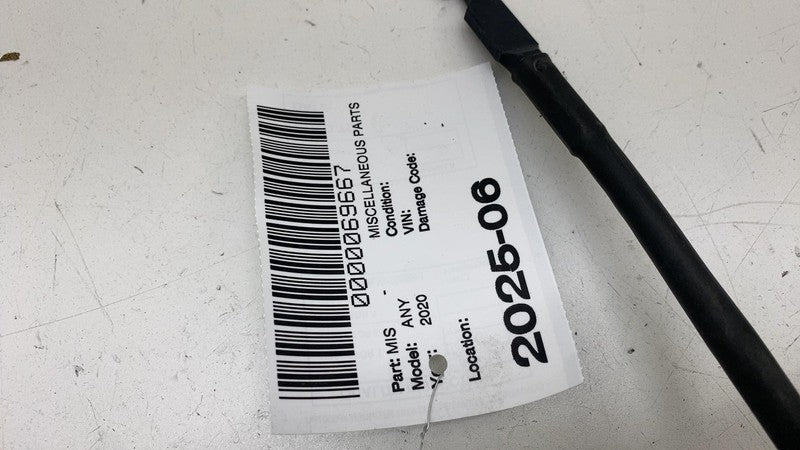 0000069667
MISCELLANEOUS PARTS
Part: MIS - Condition:
Model: ANY VIN:
2020 Damage Code:
Location:
2025-06